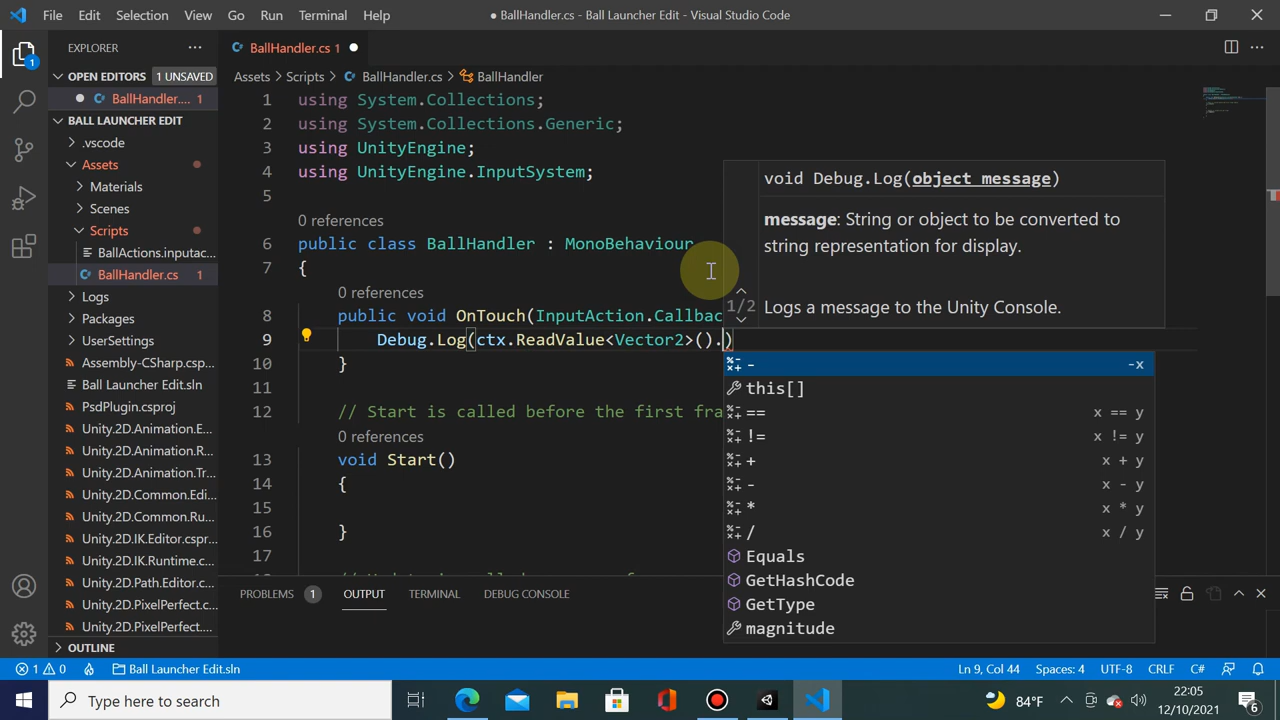 File Edit Selection View Go Run Terminal Help
● BallHandler.cs - Ball Launcher Edit - Visual Studio Code
EXPLORER
OPEN EDITORS 1 UNSAVED
BallHandler.... 1
BALL LAUNCHER EDIT
.vscode
Assets
Materials
Scenes
Scripts
BallActions.inputac...
BallHandler.cs 1
Logs
Packages
UserSettings
Assembly-CSharp.csp...
Ball Launcher Edit.sln
PsdPlugin.csproj
Unity.2D.Animation.E...
Unity.2D.Animation.R...
Unity.2D.Animation.Tr...
Unity.2D.Common.Edi...
Unity.2D.Common.Ru...
Unity.2D.IK.Editor.cspr...
Unity.2D.IK.Runtime.c...
Unity.2D.Path.Editor.c...
Unity.2D.PixelPerfect.c...
Unity.2D.PixelPerfect....
OUTLINE
1
BallHandler.cs 1
Assets > Scripts > BallHandler.cs > BallHandler
1 using System.Collections;
2 using System.Collections.Generic;
3 using UnityEngine;
4 using UnityEngine.InputSystem;
5
0 references
6 public class BallHandler : MonoBehaviour
7 {
0 references
8 public void OnTouch(InputAction.Callbac
9 Debug.Log(ctx.ReadValue<Vector2>().)
10 }
11
12 // Start is called before the first fra
0 references
13 void Start()
14 {
15
16 }
17
void Debug.Log(object message)
message: String or object to be converted to
string representation for display.
1/2
Logs a message to the Unity Console.
- -x
this[]
== x == y
!= x != y
+ x + y
- x - y
* x * y
/ x / y
Equals
GetHashCode
GetType
magnitude
PROBLEMS 1 OUTPUT TERMINAL DEBUG CONSOLE
1 0 Ball Launcher Edit.sln Ln 9, Col 44 Spaces: 4 UTF-8 CRLF C#
Type here to search
84°F
22:05
12/10/2021
6